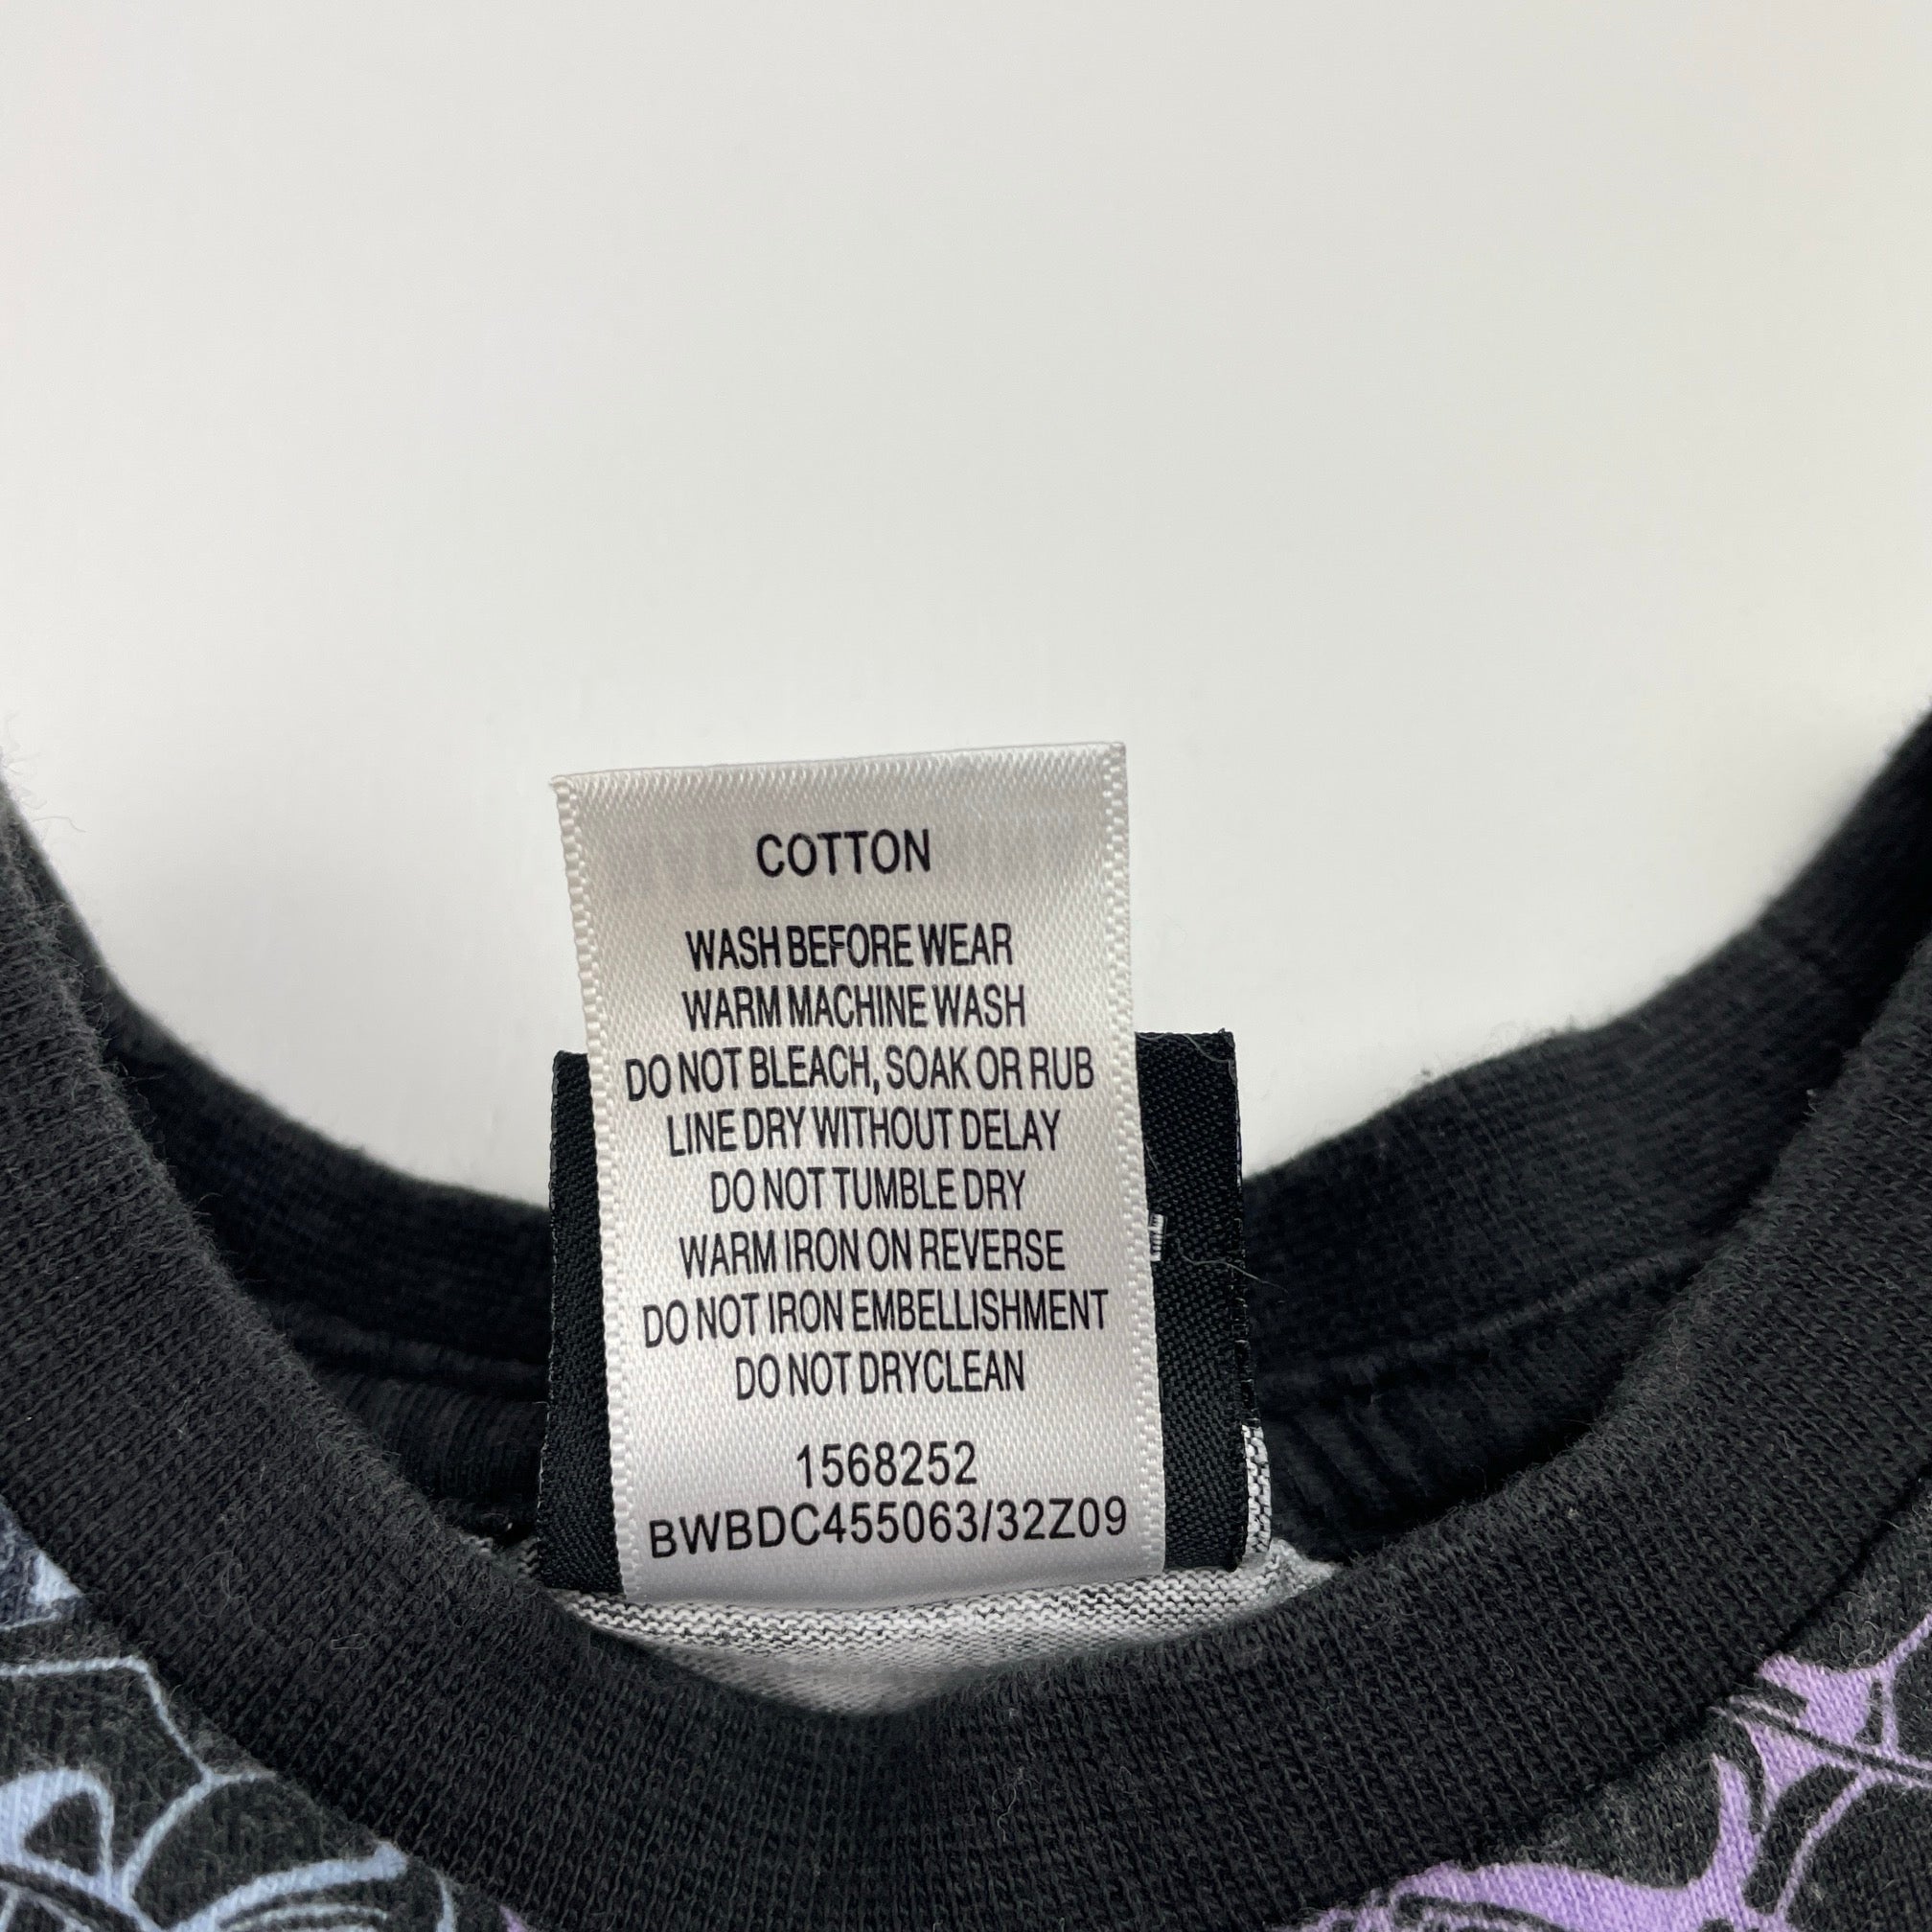 COTTON
WASH BEFORE WEAR
WARM MACHINE WASH
DO NOT BLEACH, SOAK OR RUB
LINE DRY WITHOUT DELAY
DO NOT TUMBLE DRY
WARM IRON ON REVERSE
DO NOT IRON EMBELLISHMENT
DO NOT DRYCLEAN
1568252
BWBDC455063/32Z09